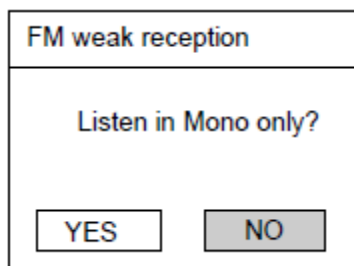 FM weak reception
Listen in Mono only?
YES NO